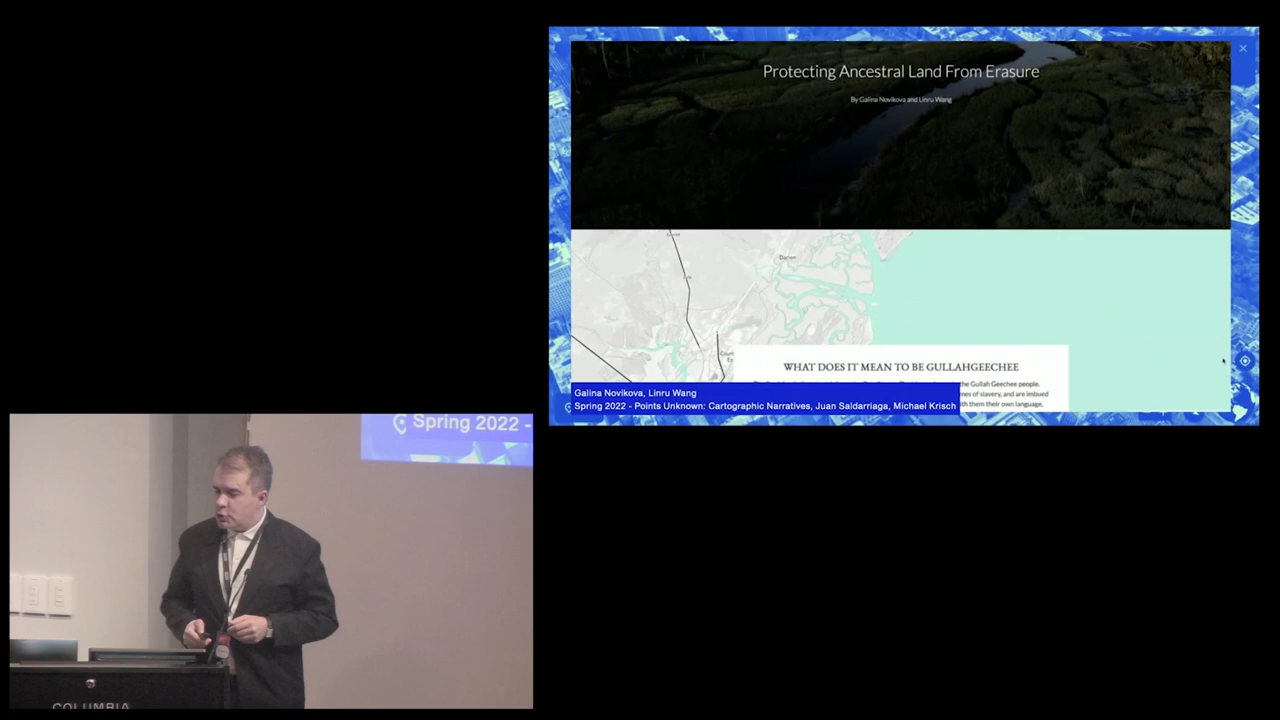 Protecting Ancestral Land From Erasure
By Galina Novikova and Linru Wang
Darien
WHAT DOES IT MEAN TO BE GULLAHGEECHEE
the Gullah Geechee people.
mes of slavery, and are imbued
ith them their own language,
Galina Novikova, Linru Wang
Spring 2022 - Points Unknown: Cartographic Narratives, Juan Saldarriaga, Michael Krisch
Spring 2022 -
COLUMBIA